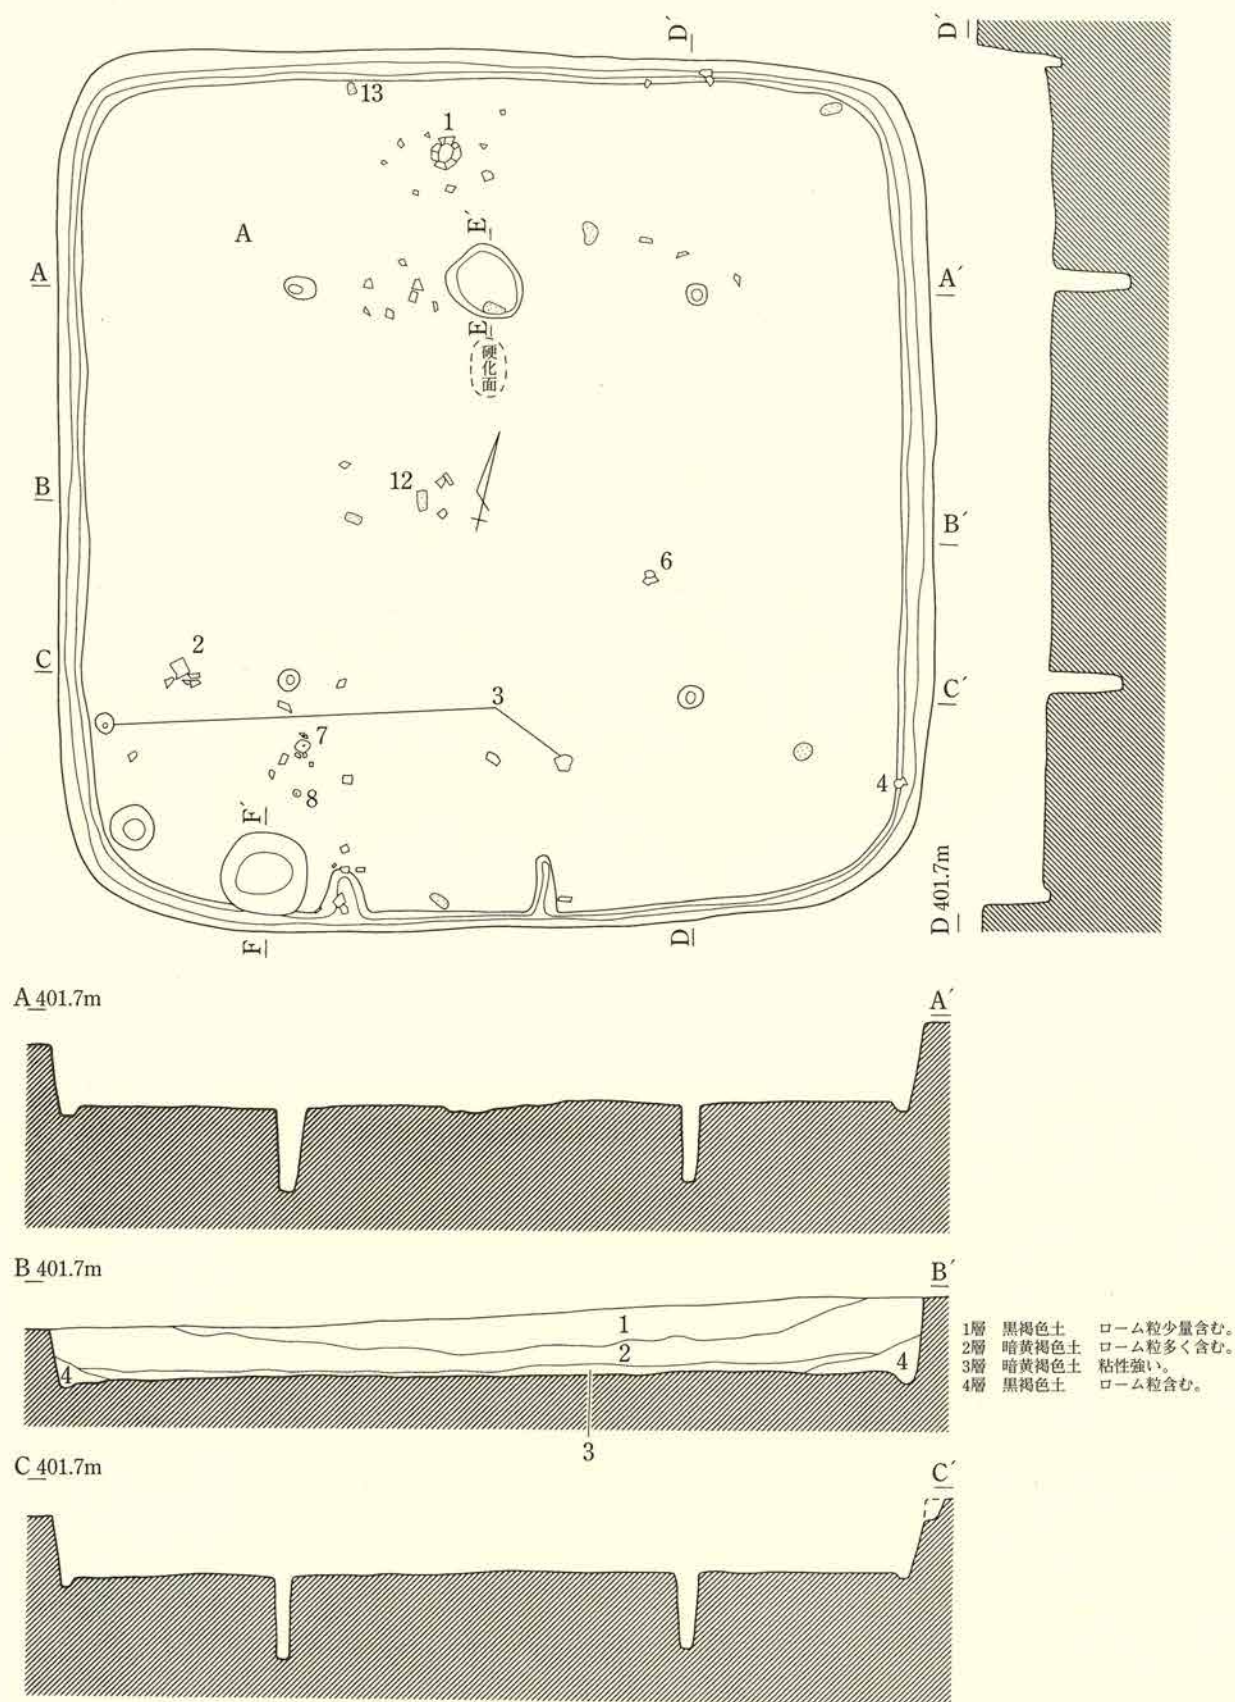 D`
D`
13
1
E`
A
A
A´
E
硬化面
12
B
B´
6
2
C
C´
3
7
4
8
F`
D 401.7m
F
D
A 401.7m
A´
B 401.7m
B´
1
2
4
4
3
1層 黒褐色土 ローム粒少量含む。
2層 暗黄褐色土 ローム粒多く含む。
3層 暗黄褐色土 粘性強い。
4層 黒褐色土 ローム粒含む。
C 401.7m
C´